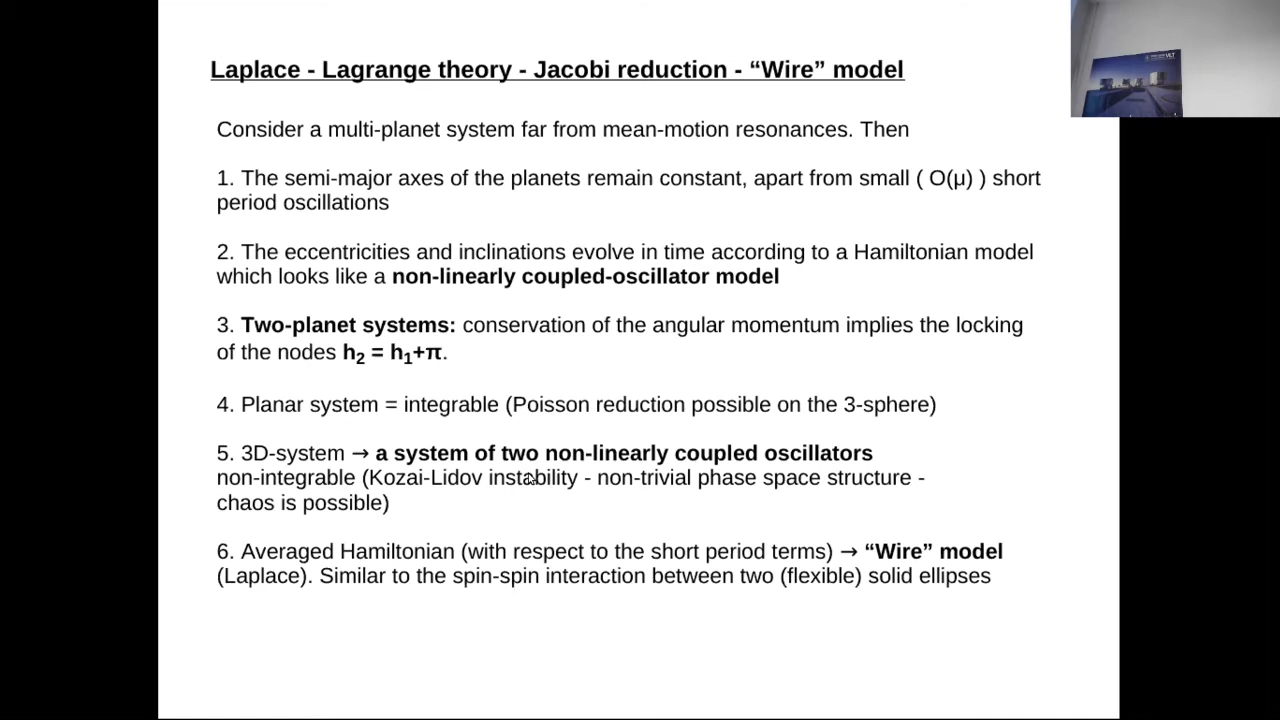 Laplace - Lagrange theory - Jacobi reduction - “Wire” model
Consider a multi-planet system far from mean-motion resonances. Then
1. The semi-major axes of the planets remain constant, apart from small ( O(μ) ) short
period oscillations
2. The eccentricities and inclinations evolve in time according to a Hamiltonian model
which looks like a non-linearly coupled-oscillator model
3. Two-planet systems: conservation of the angular momentum implies the locking
of the nodes h₂ = h₁+π.
4. Planar system = integrable (Poisson reduction possible on the 3-sphere)
5. 3D-system → a system of two non-linearly coupled oscillators
non-integrable (Kozai-Lidov instability - non-trivial phase space structure -
chaos is possible)
6. Averaged Hamiltonian (with respect to the short period terms) → “Wire” model
(Laplace). Similar to the spin-spin interaction between two (flexible) solid ellipses
VLT